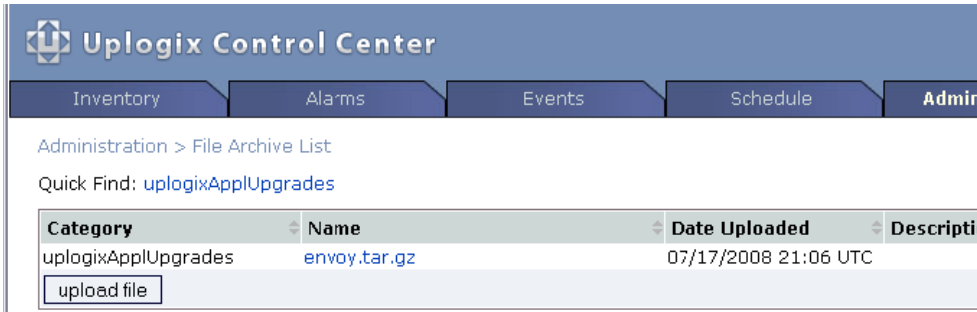 Uplogix Control Center
Inventory Alarms Events Schedule Admin
Administration > File Archive List
Quick Find: uplogixApplUpgrades
Category Name Date Uploaded Descripti
uplogixApplUpgrades envoy.tar.gz 07/17/2008 21:06 UTC
upload file